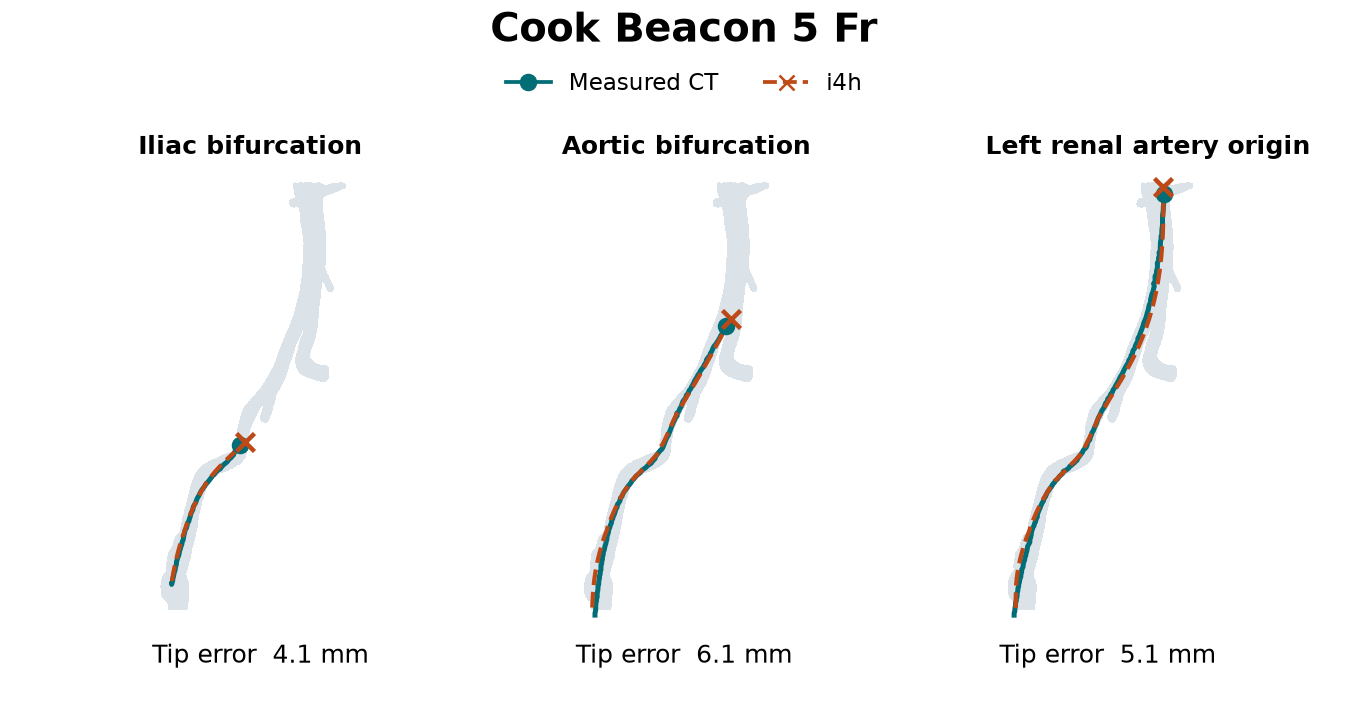 Cook Beacon 5 Fr
Measured CT
i4h
Iliac bifurcation
Aortic bifurcation
Left renal artery origin
Tip error 4.1 mm
Tip error 6.1 mm
Tip error 5.1 mm